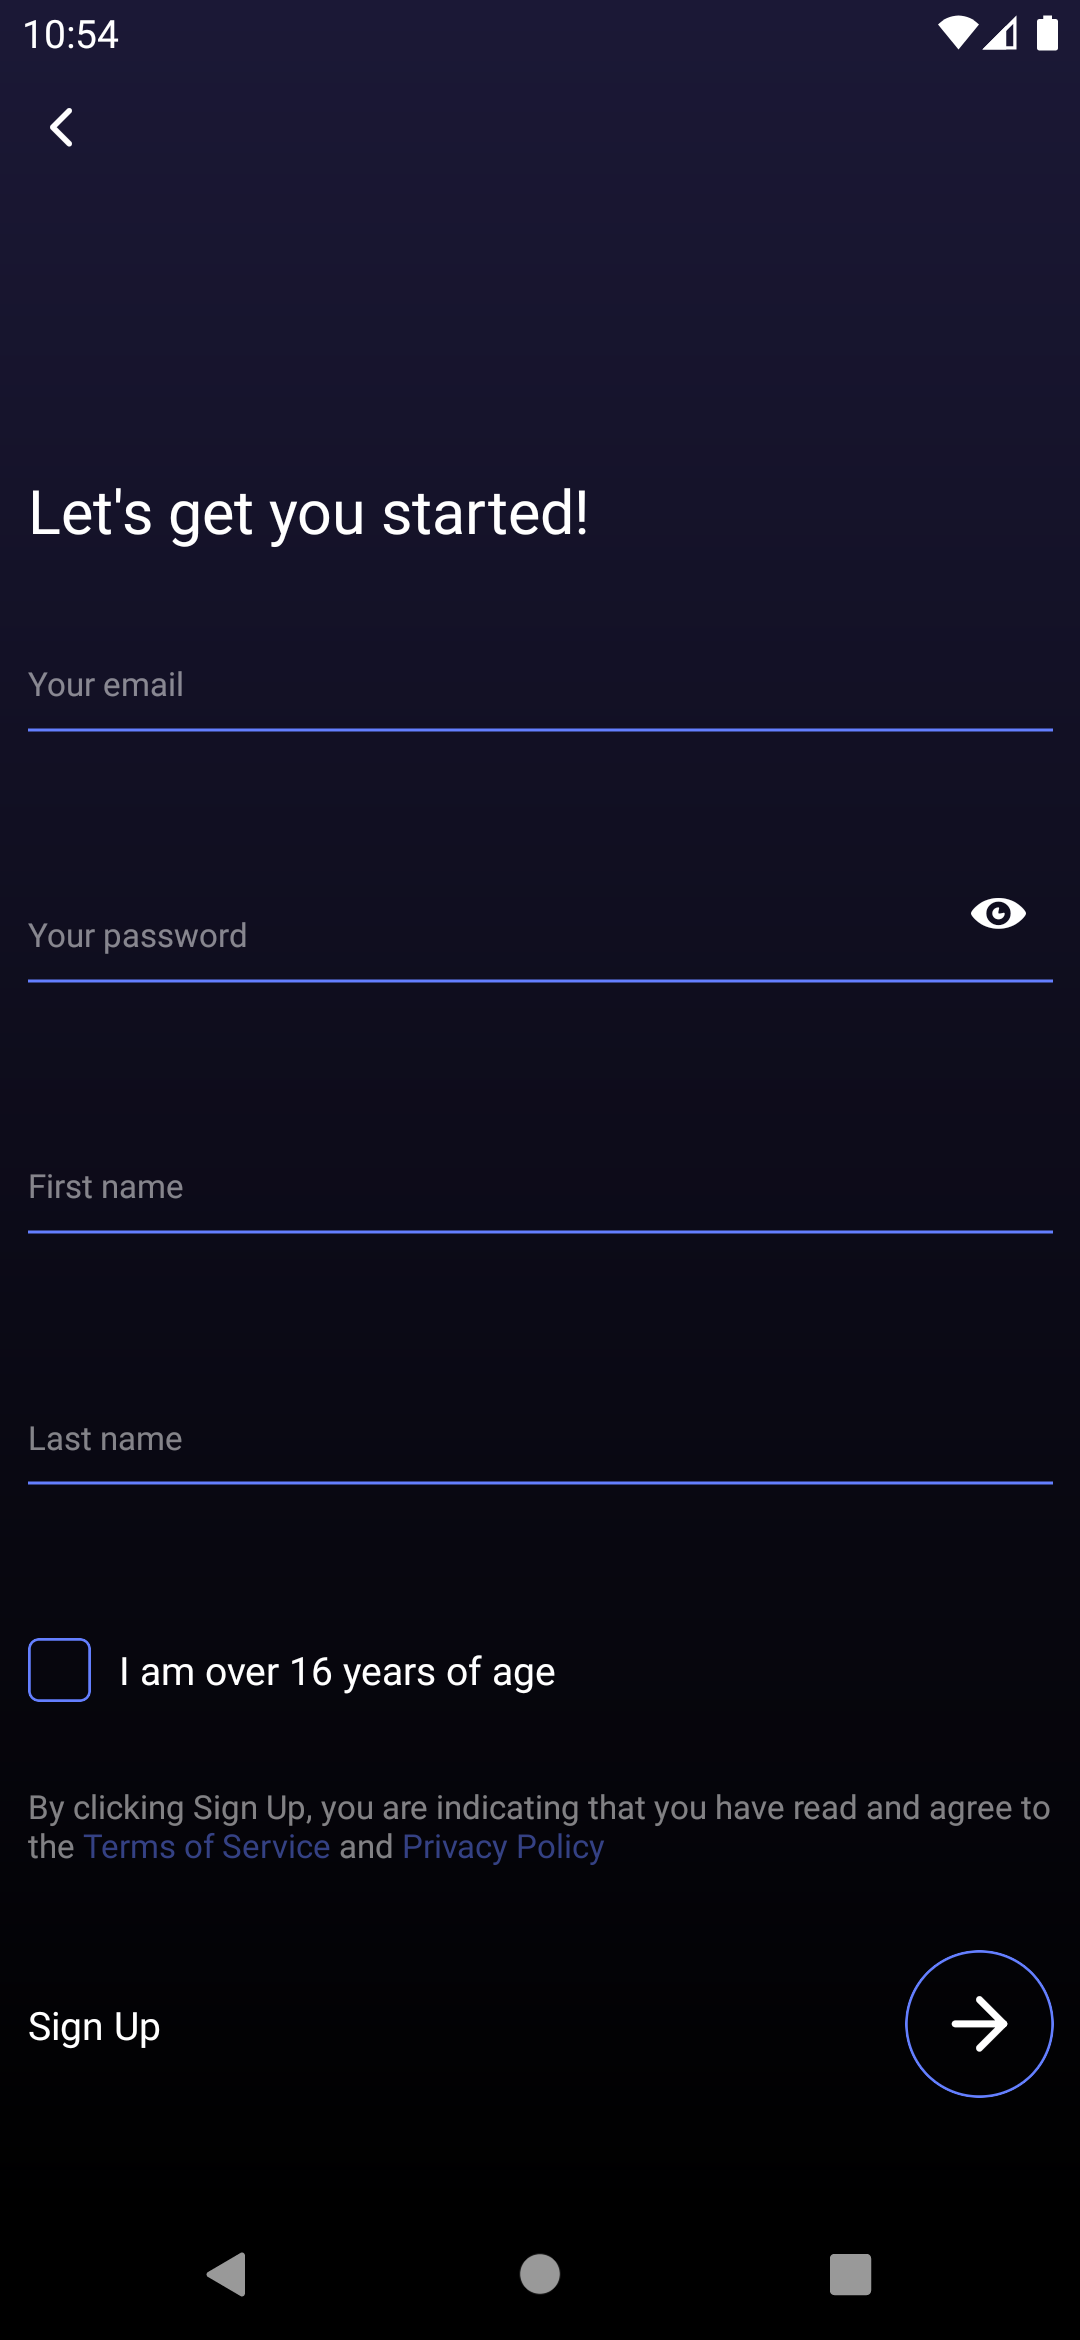 10:54
Let's get you started!
Your email
Your password
First name
Last name
I am over 16 years of age
By clicking Sign Up, you are indicating that you have read and agree to
the Terms of Service and Privacy Policy
Sign Up